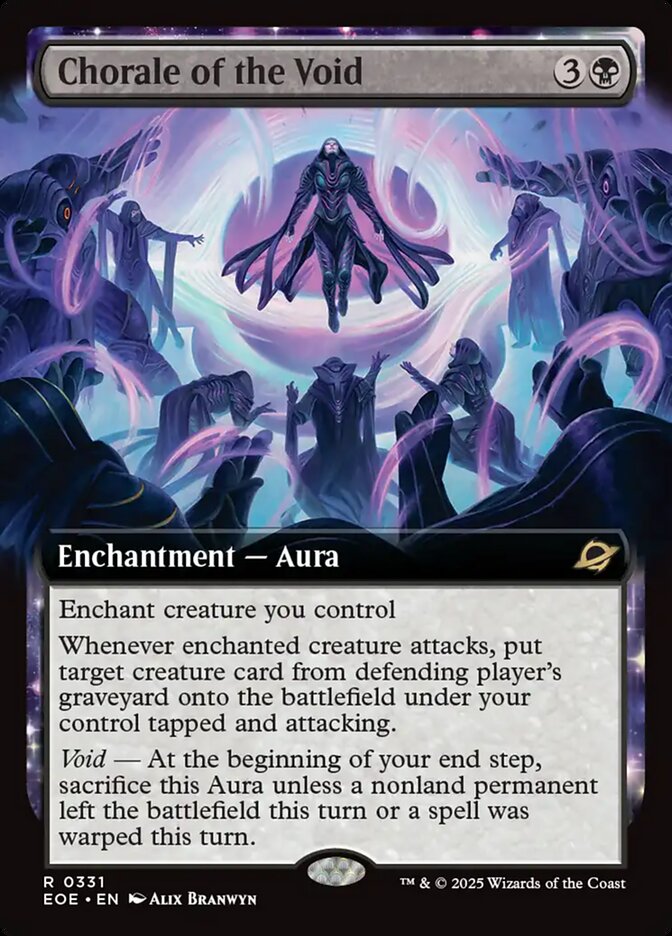 Chorale of the Void 3
Enchantment — Aura
Enchant creature you control
Whenever enchanted creature attacks, put
target creature card from defending player's
graveyard onto the battlefield under your
control tapped and attacking.
Void — At the beginning of your end step,
sacrifice this Aura unless a nonland permanent
left the battlefield this turn or a spell was
warped this turn.
R 0331
EOE • EN Alix Branwyn
™ & © 2025 Wizards of the Coast